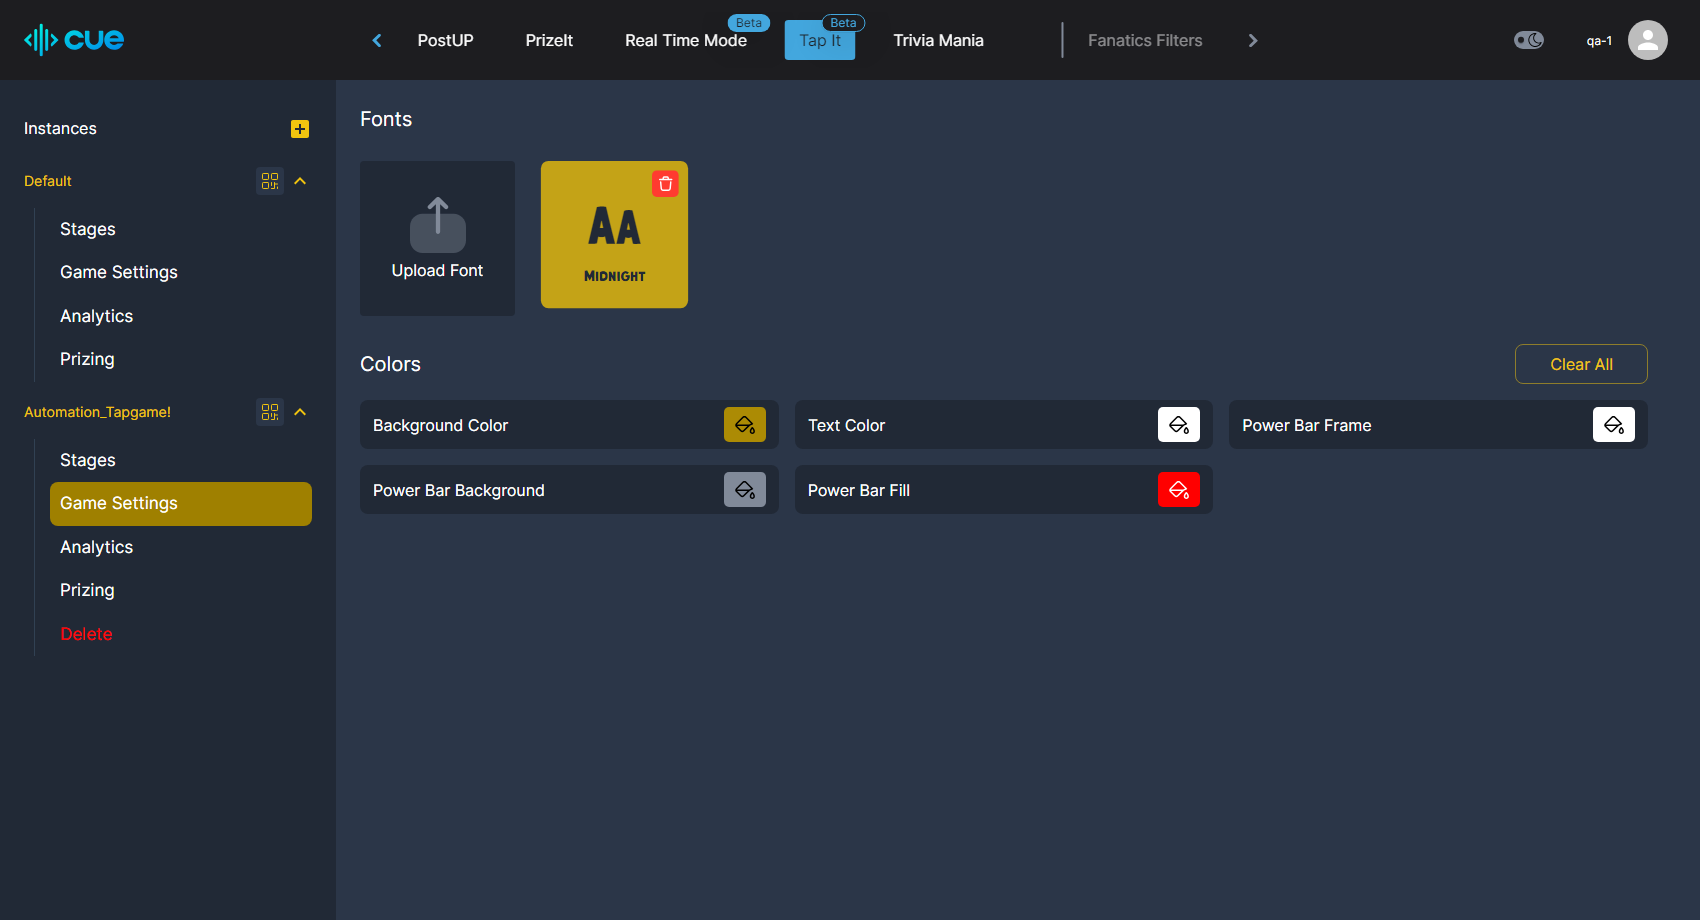 cue
PostUP
PrizeIt
Real Time Mode
Beta
Tap It
Beta
Trivia Mania
Fanatics Filters
qa-1
Instances
Default
Stages
Game Settings
Analytics
Prizing
Automation_Tapgame!
Stages
Game Settings
Analytics
Prizing
Delete
Fonts
Upload Font
AA
MIDNIGHT
Colors
Clear All
Background Color
Text Color
Power Bar Frame
Power Bar Background
Power Bar Fill